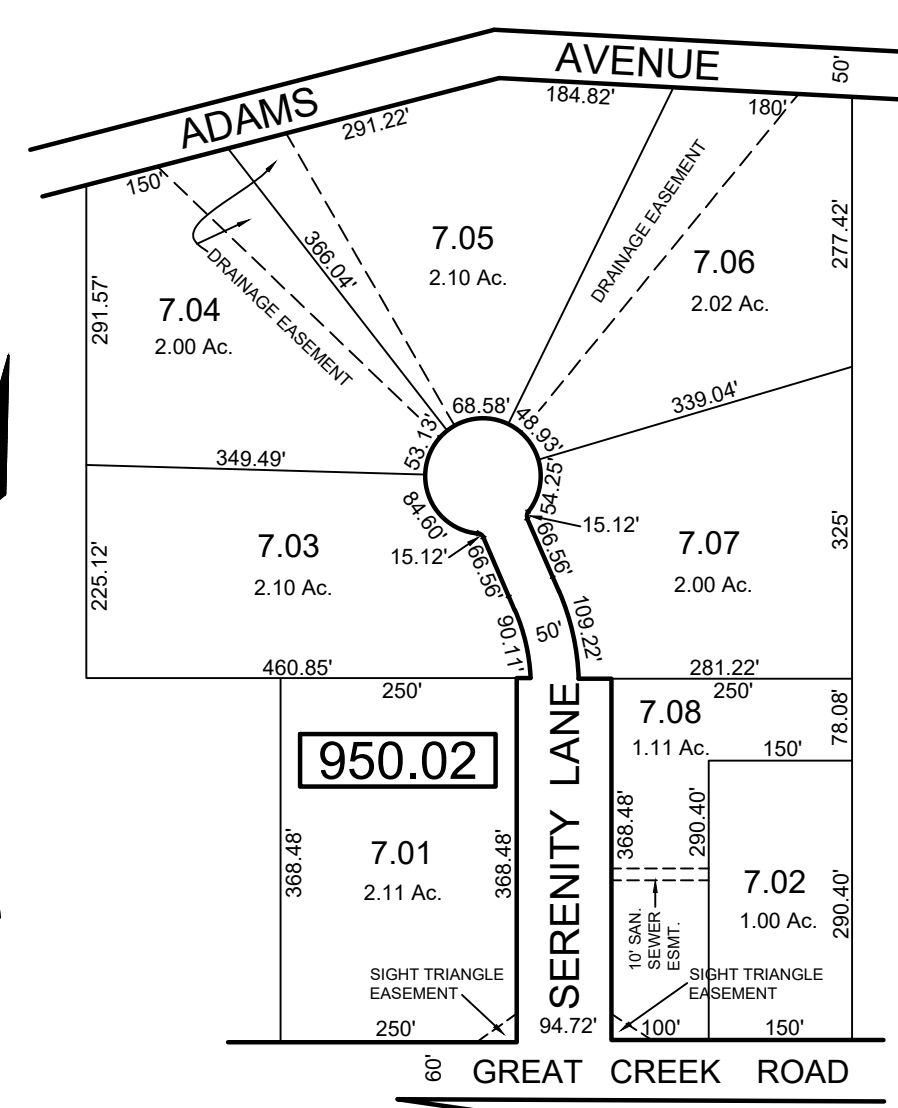 AVENUE
50'
ADAMS
184.82'
180'
291.22'
150'
DRAINAGE EASEMENT
277.42'
366.04'
7.05
2.10 Ac.
7.06
2.02 Ac.
DRAINAGE EASEMENT
291.57'
7.04
2.00 Ac.
68.58'
48.93'
339.04'
53.13'
349.49'
54.25'
84.60'
15.12'
325'
7.03
2.10 Ac.
15.12'
66.56'
66.56'
7.07
2.00 Ac.
225.12'
90.11'
50'
109.22'
460.85'
250'
281.22'
250'
7.08
1.11 Ac.
78.08'
950.02
150'
SERENITY LANE
368.48'
7.01
2.11 Ac.
368.48'
368.48'
290.40'
7.02
1.00 Ac.
290.40'
10' SAN.
SEWER
ESMT.
SIGHT TRIANGLE
EASEMENT
SIGHT TRIANGLE
EASEMENT
250'
94.72'
100'
150'
60'
GREAT CREEK ROAD